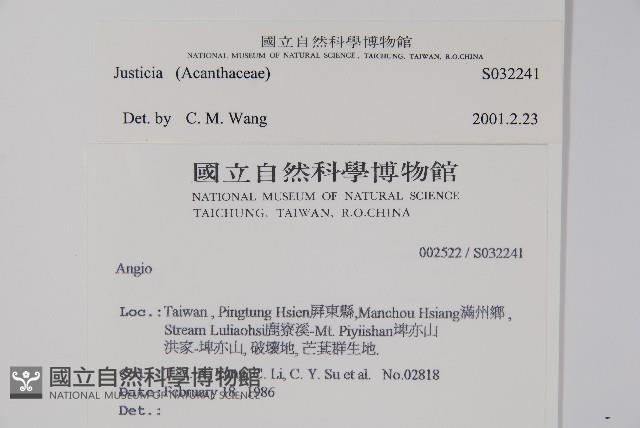 國立自然科學博物館
NATIONAL MUSEUM OF NATURAL SCIENCE, TAICHUNG, TAIWAN, R.O.CHINA
Justicia (Acanthaceae) S032241
Det. by C. M. Wang 2001.2.23
國立自然科學博物館
NATIONAL MUSEUM OF NATURAL SCIENCE
TAICHUNG, TAIWAN, R.O.CHINA
002522 / S032241
Angio
Loc.:Taiwan, Pingtung Hsien屏東縣,Manchou Hsiang滿州鄉,
Stream Luliaohsi鹿寮溪-Mt. Piyiishan埤亦山
洪家-埤亦山, 破壞地, 芒萁群生地.
C. Li, C. Y. Su et al. No.02818
Date:February 18, 1986
Det.:
國立自然科學博物館
NATIONAL MUSEUM OF NATURAL SCIENCE